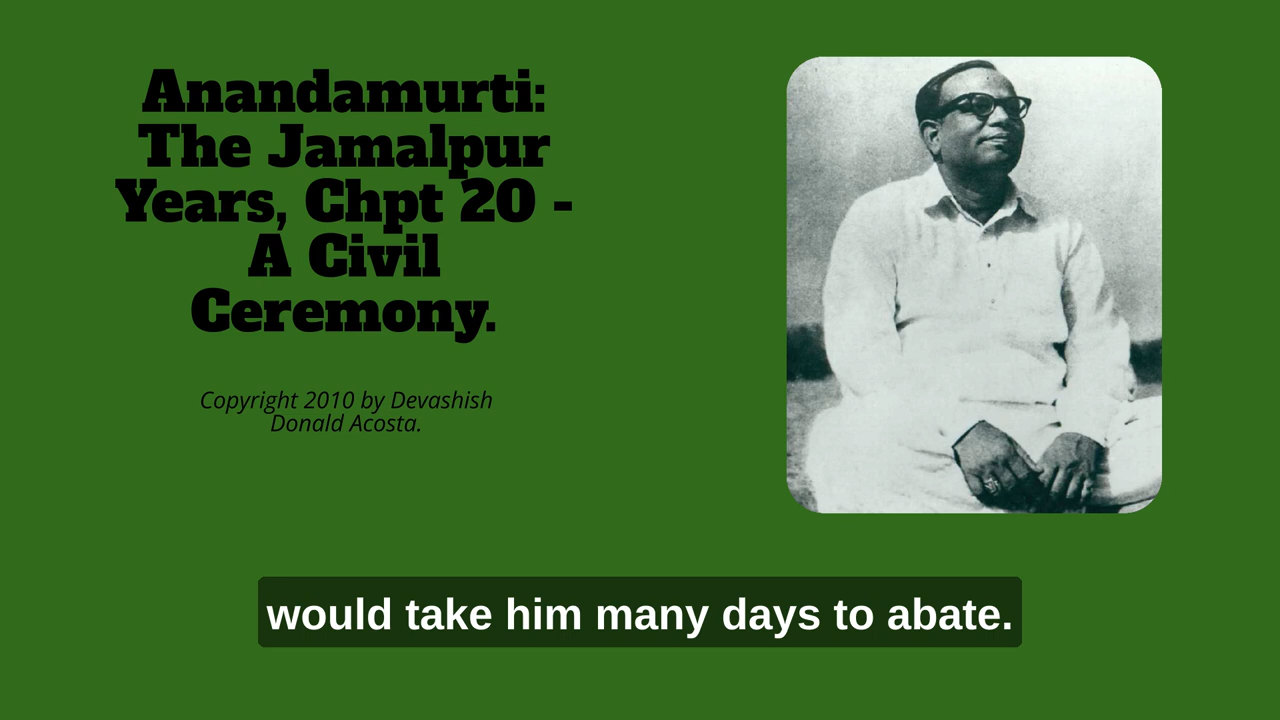 Anandamurti:
The Jamalpur
Years, Chpt 20 -
A Civil
Ceremony.
Copyright 2010 by Devashish
Donald Acosta.
would take him many days to abate.